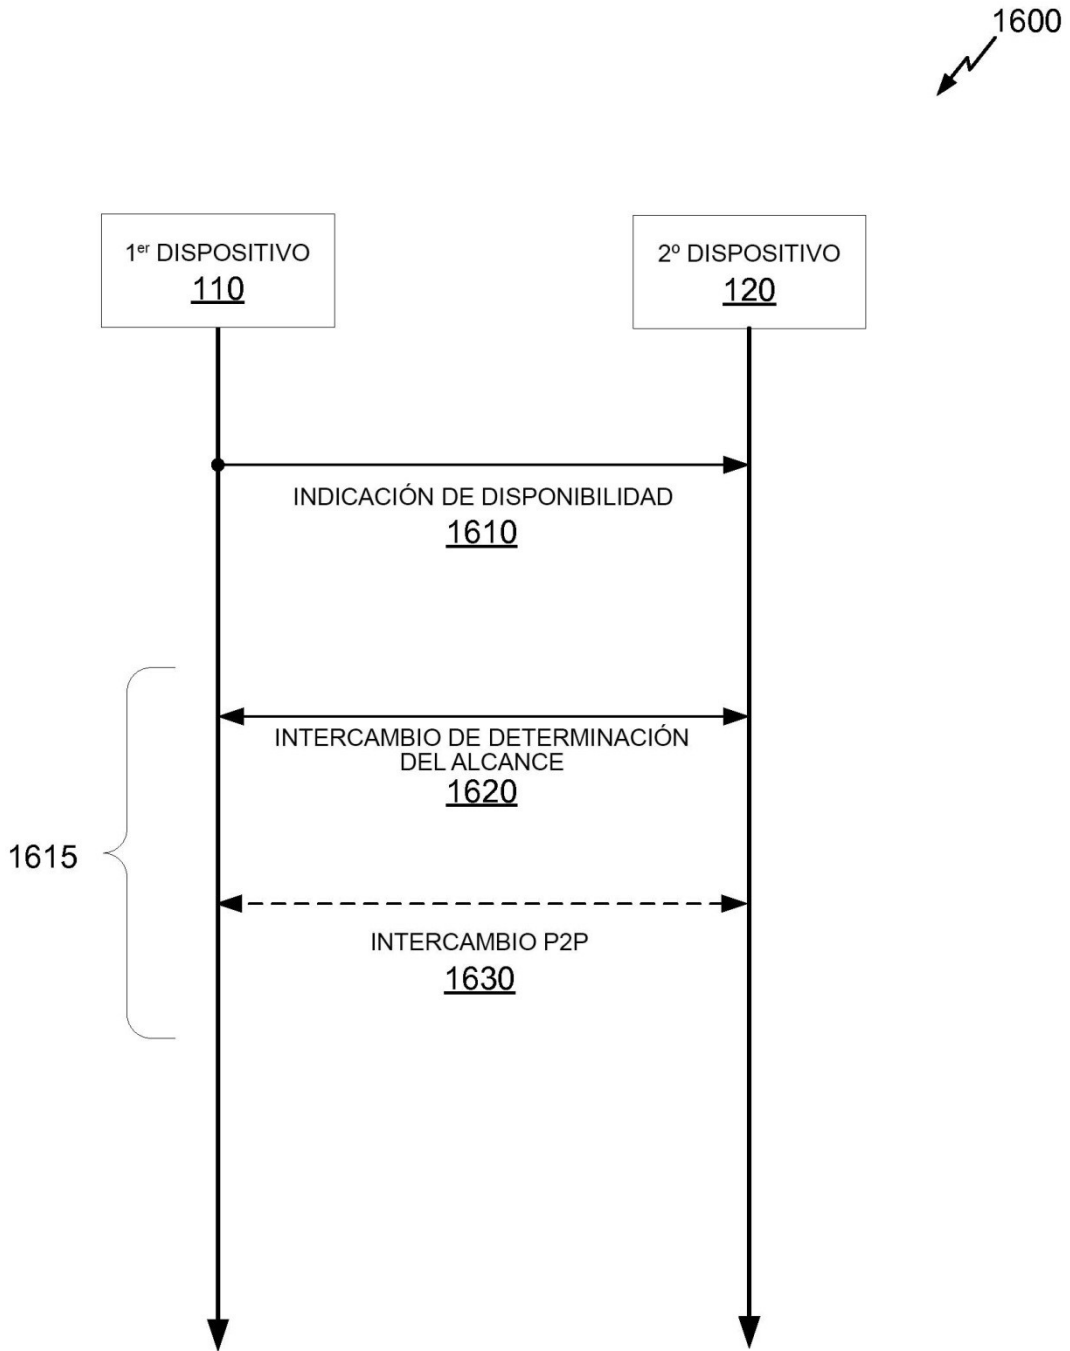 1600
1er DISPOSITIVO
110
2º DISPOSITIVO
120
INDICACIÓN DE DISPONIBILIDAD
1610
INTERCAMBIO DE DETERMINACIÓN
DEL ALCANCE
1620
1615
INTERCAMBIO P2P
1630